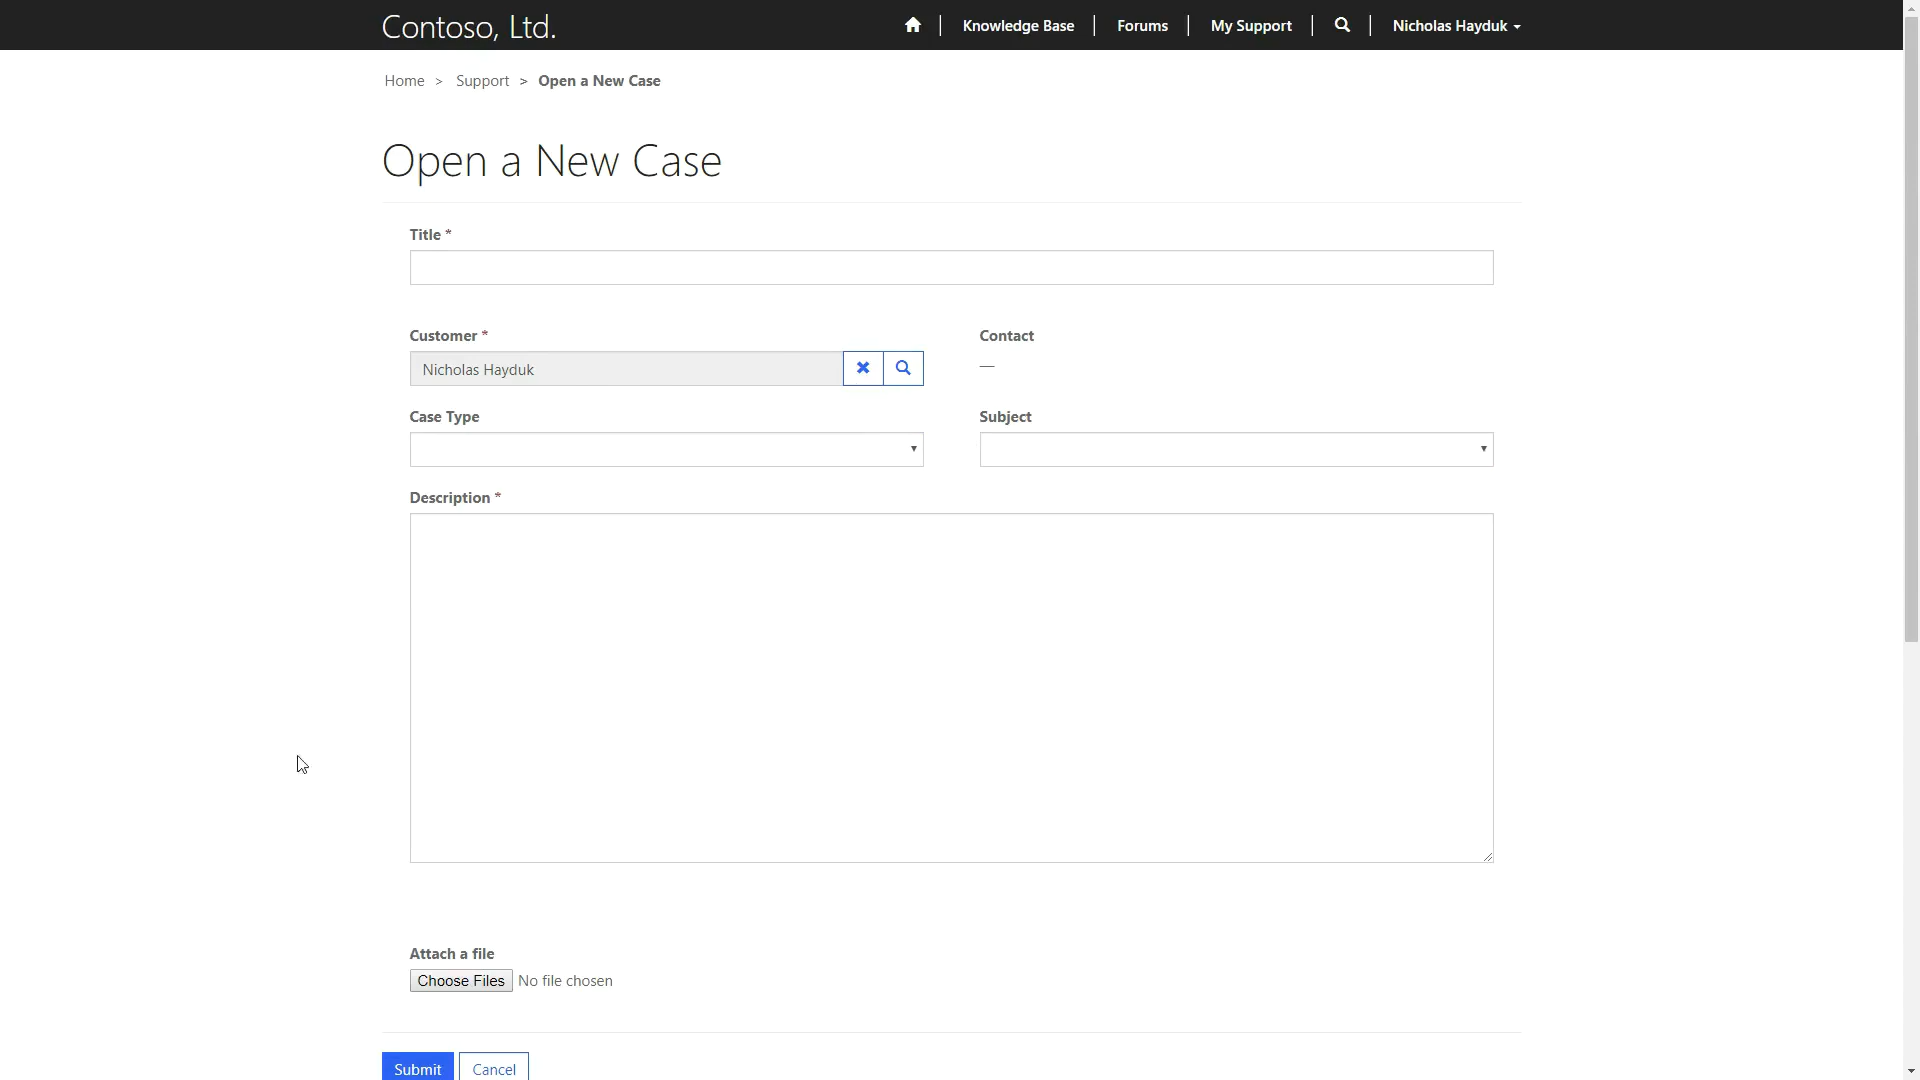 Contoso, Ltd.
Knowledge Base
Forums
My Support
Nicholas Hayduk
Home > Support > Open a New Case
Open a New Case
Title *
Customer *
Contact
Nicholas Hayduk
—
Case Type
Subject
Description *
Attach a file
Choose Files No file chosen
Submit
Cancel